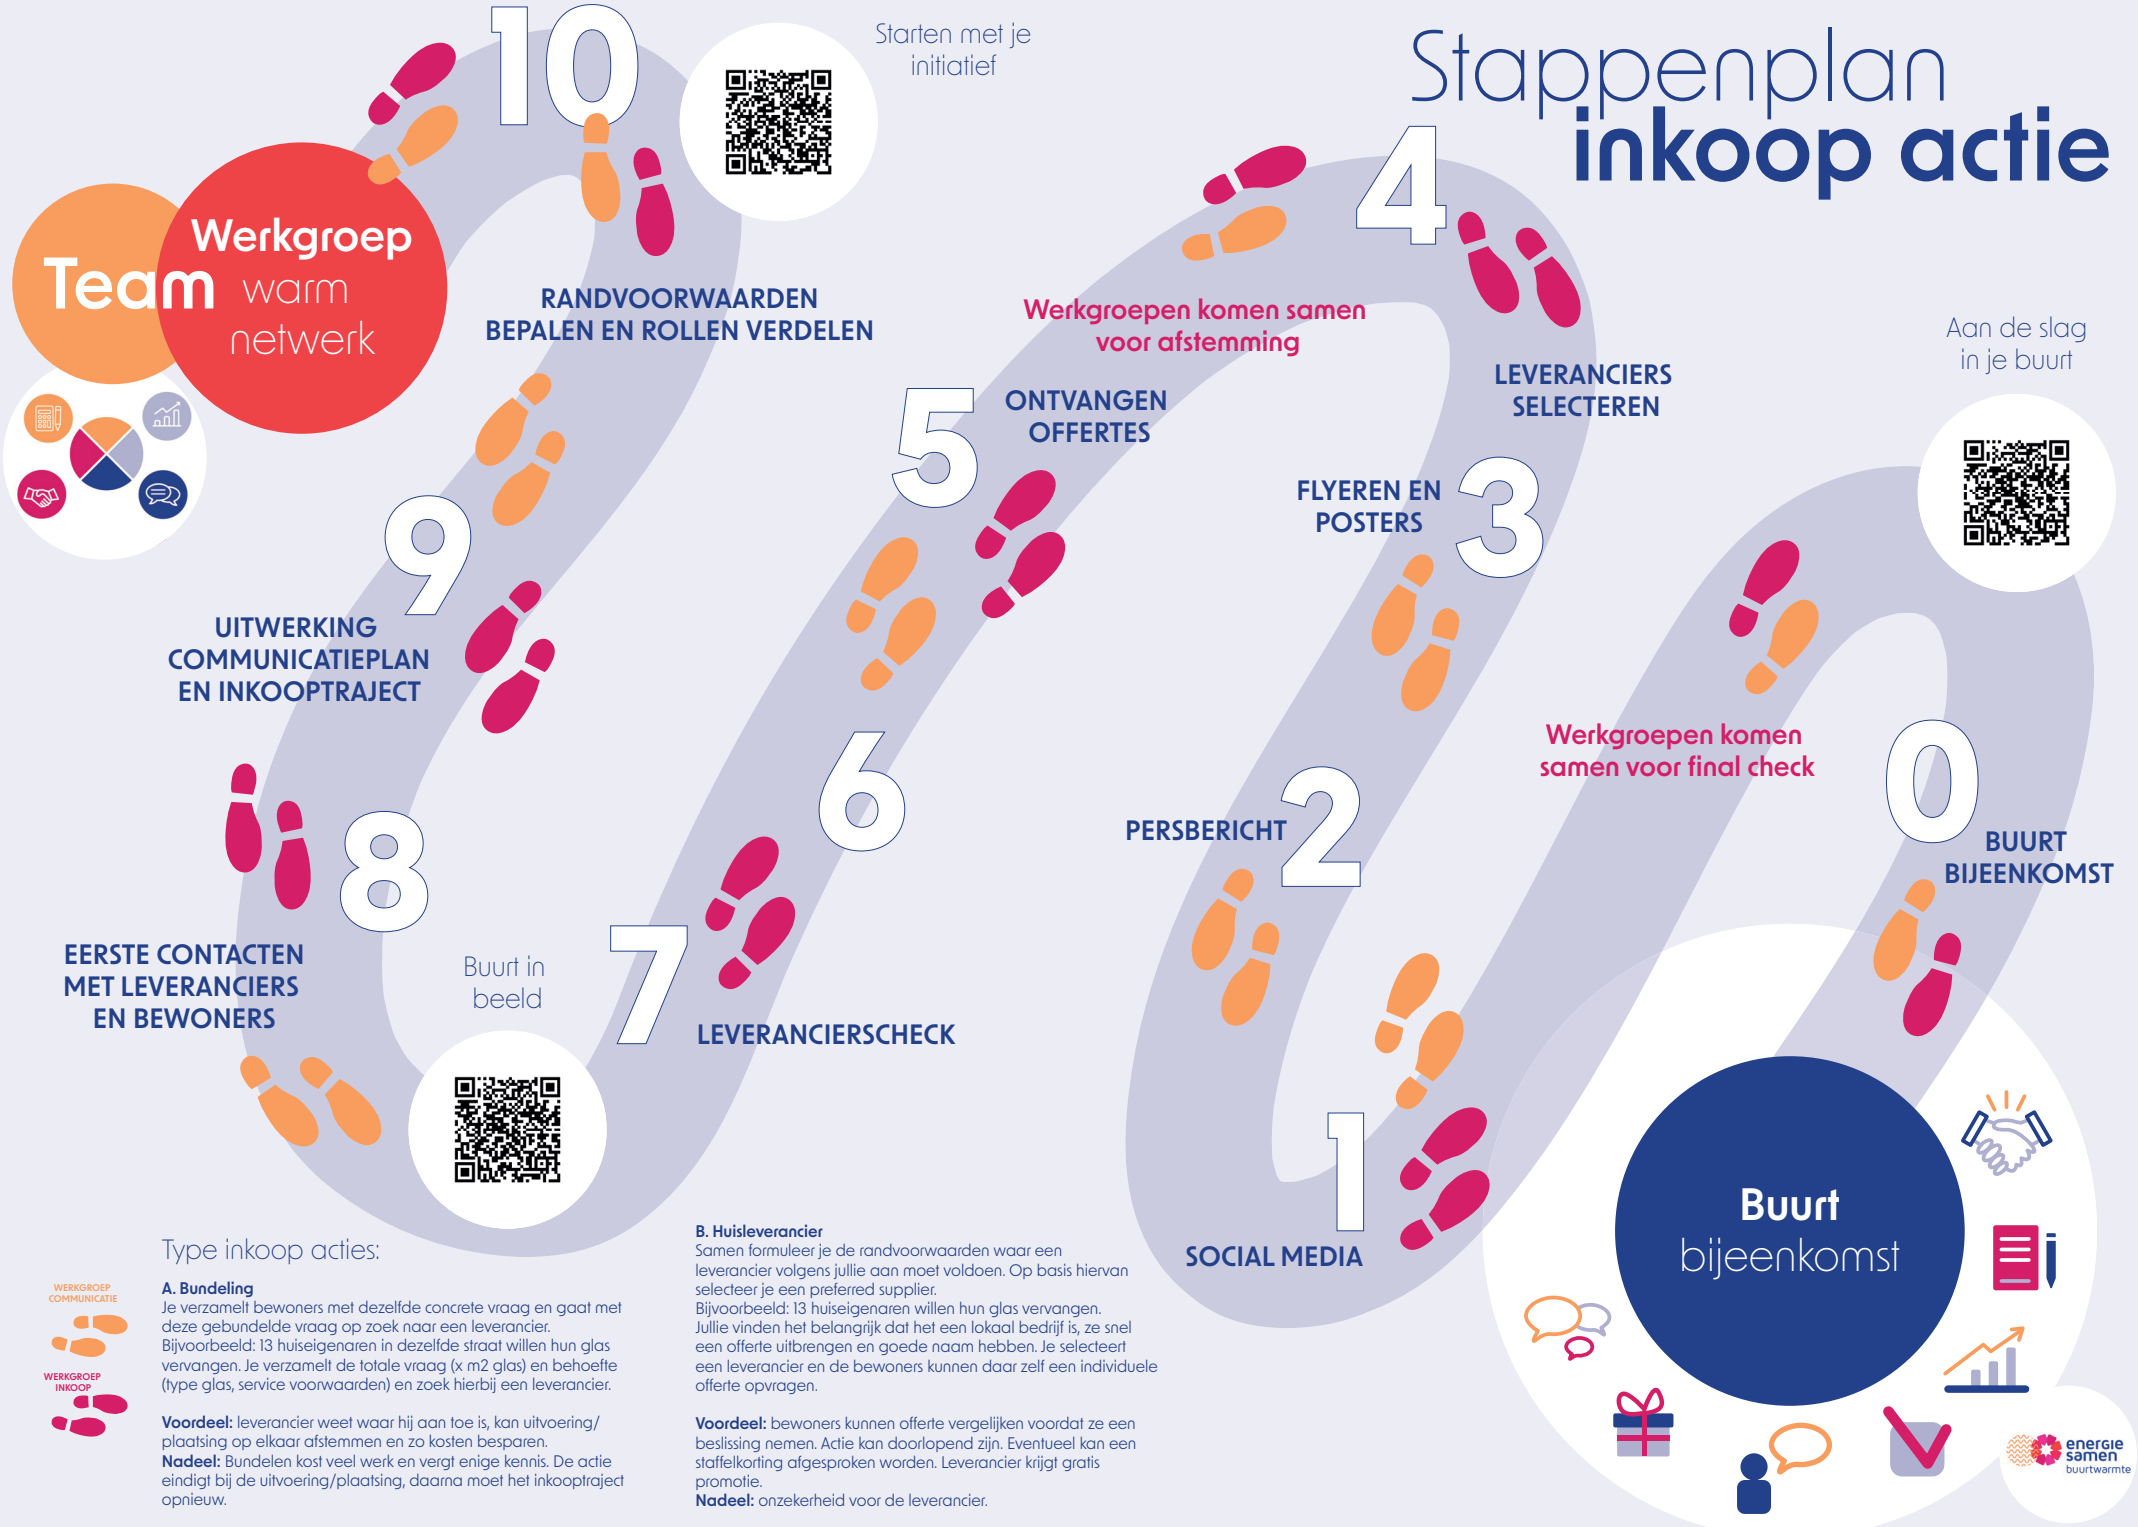 Stappenplan
inkoop actie
Starten met je
initiatief
10
Team
Werkgroep
warm
netwerk
RANDVOORWAARDEN
BEPALEN EN ROLLEN VERDELEN
9
UITWERKING
COMMUNICATIEPLAN
EN INKOOPTRAJECT
8
EERSTE CONTACTEN
MET LEVERANCIERS
EN BEWONERS
Buurt in
beeld
7
LEVERANCIERSCHECK
6
5
ONTVANGEN
OFFERTES
Werkgroepen komen samen
voor afstemming
4
LEVERANCIERS
SELECTEREN
3
FLYEREN EN
POSTERS
2
PERSBERICHT
1
SOCIAL MEDIA
Werkgroepen komen
samen voor final check
Aan de slag
in je buurt
0
BUURT
BIJEENKOMST
Buurt
bijeenkomst
Type inkoop acties:
WERKGROEP
COMMUNICATIE
WERKGROEP
INKOOP
A. Bundeling
Je verzamelt bewoners met dezelfde concrete vraag en gaat met
deze gebundelde vraag op zoek naar een leverancier.
Bijvoorbeeld: 13 huiseigenaren in dezelfde straat willen hun glas
vervangen. Je verzamelt de totale vraag (x m2 glas) en behoefte
(type glas, service voorwaarden) en zoek hierbij een leverancier.
Voordeel: leverancier weet waar hij aan toe is, kan uitvoering/
plaatsing op elkaar afstemmen en zo kosten besparen.
Nadeel: Bundelen kost veel werk en vergt enige kennis. De actie
eindigt bij de uitvoering/plaatsing, daarna moet het inkooptraject
opnieuw.
B. Huisleverancier
Samen formuleer je de randvoorwaarden waar een
leverancier volgens jullie aan moet voldoen. Op basis hiervan
selecteer je een preferred supplier.
Bijvoorbeeld: 13 huiseigenaren willen hun glas vervangen.
Jullie vinden het belangrijk dat het een lokaal bedrijf is, ze snel
een offerte uitbrengen en goede naam hebben. Je selecteert
een leverancier en de bewoners kunnen daar zelf een individuele
offerte opvragen.
Voordeel: bewoners kunnen offerte vergelijken voordat ze een
beslissing nemen. Actie kan doorlopend zijn. Eventueel kan een
staffelkorting afgesproken worden. Leverancier krijgt gratis
promotie.
Nadeel: onzekerheid voor de leverancier.
energie
samen
buurtwarmte